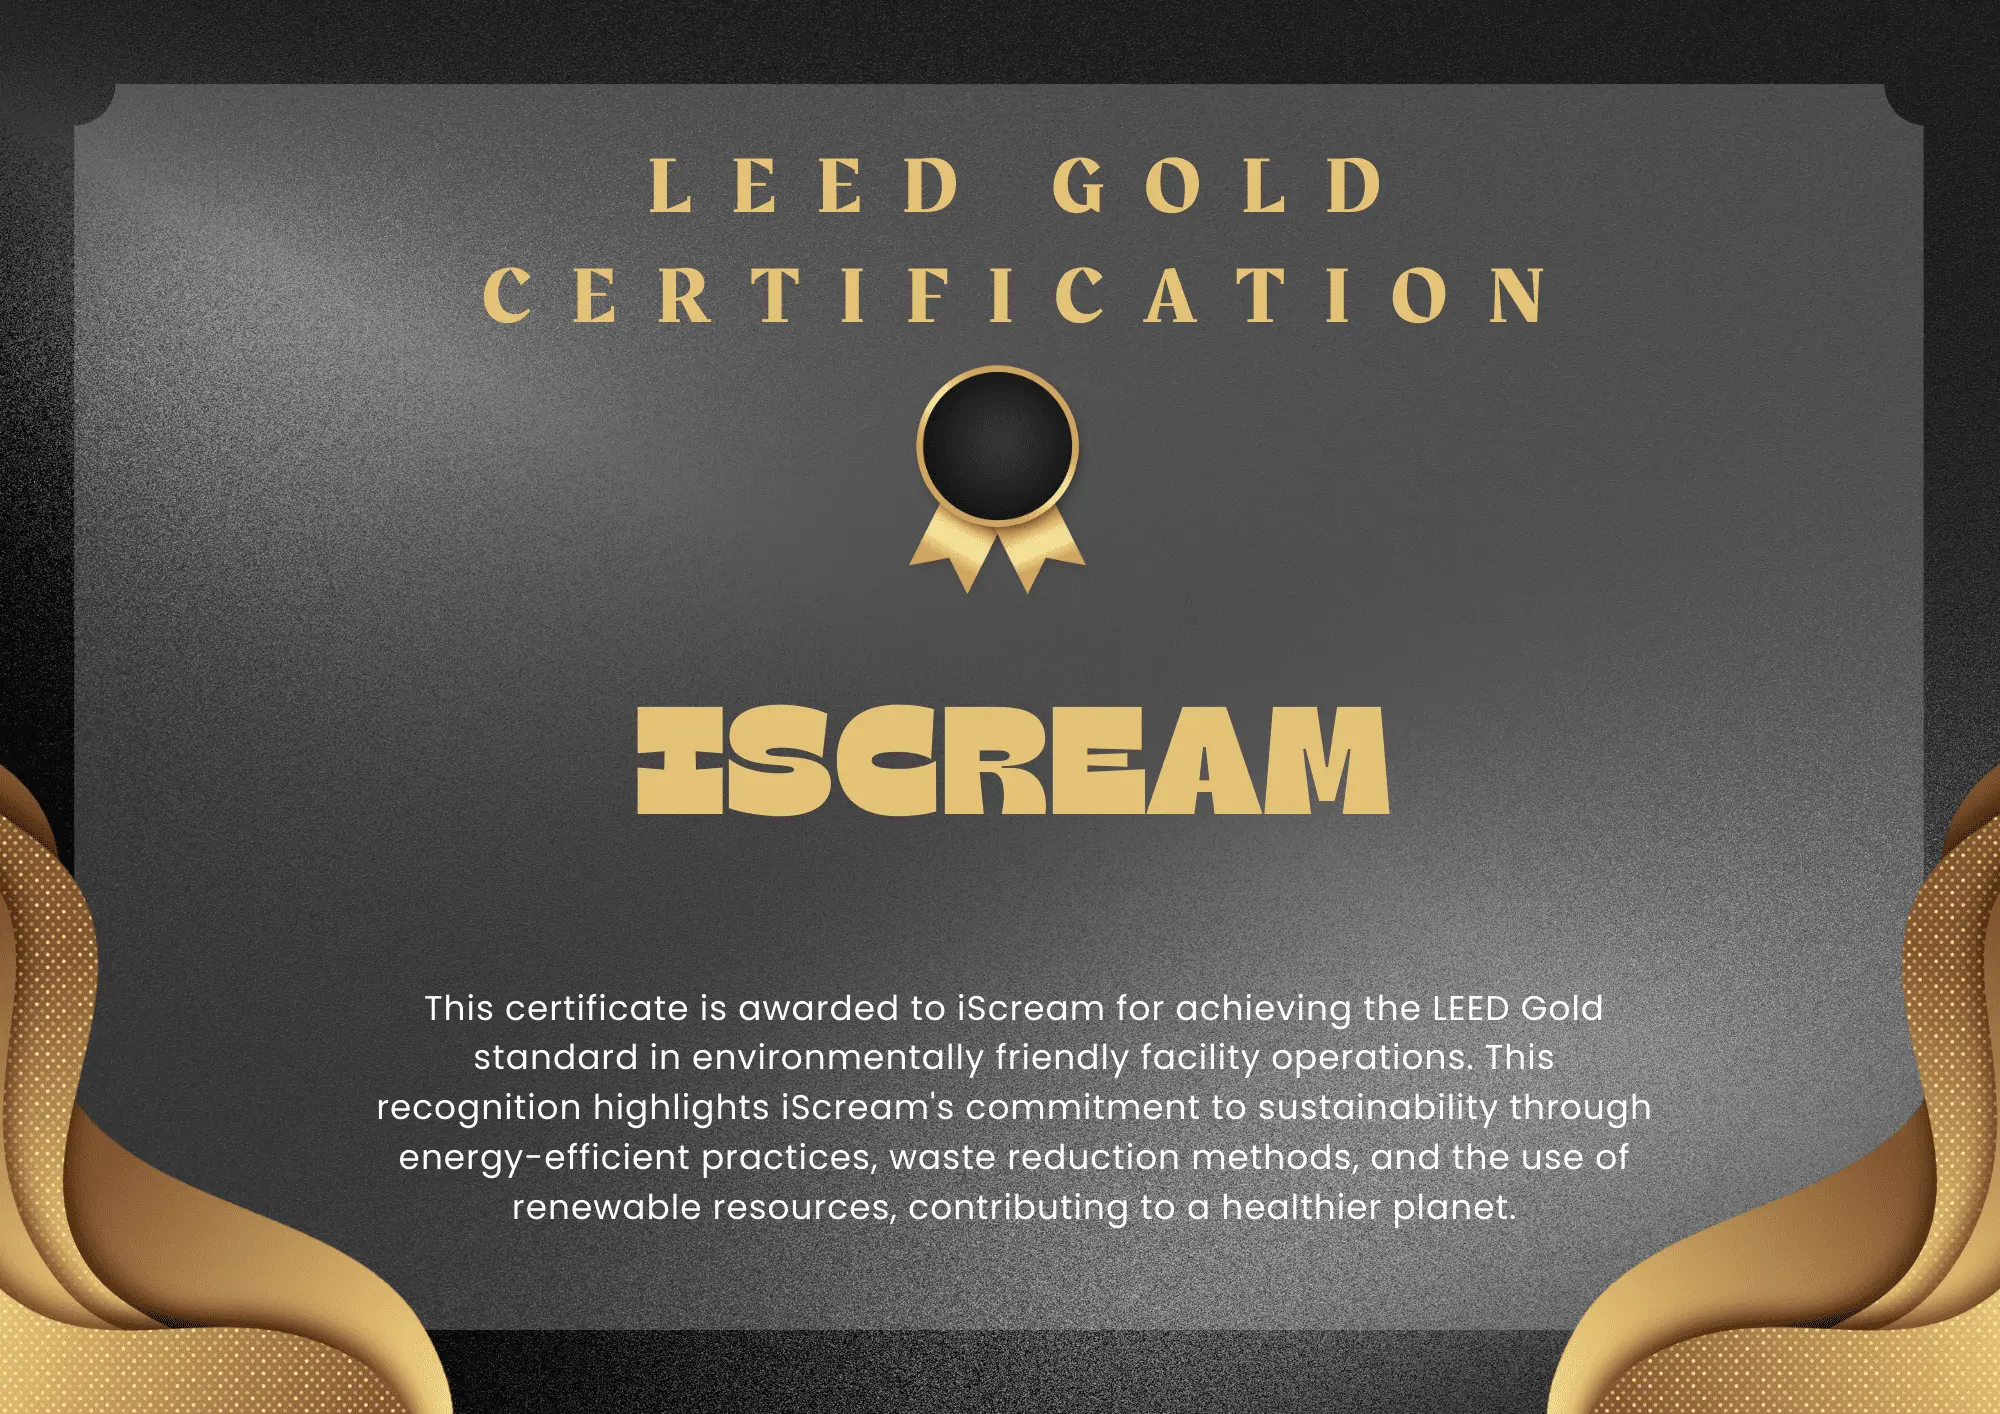 LEED GOLD
CERTIFICATION
ISCREAM
This certificate is awarded to iScream for achieving the LEED Gold
standard in environmentally friendly facility operations. This
recognition highlights iScream's commitment to sustainability through
energy-efficient practices, waste reduction methods, and the use of
renewable resources, contributing to a healthier planet.